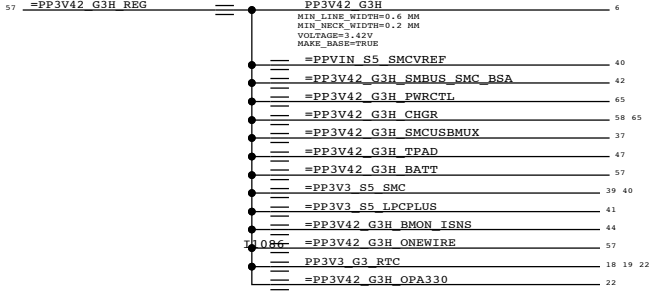 57 =PP3V42_G3H_REG PP3V42_G3H 6
MIN_LINE_WIDTH=0.6 MM
MIN_NECK_WIDTH=0.2 MM
VOLTAGE=3.42V
MAKE_BASE=TRUE
=PPVIN_S5_SMCVREF 40
=PP3V42_G3H_SMBUS_SMC_BSA 42
=PP3V42_G3H_PWRCTL 65
=PP3V42_G3H_CHGR 58 65
=PP3V42_G3H_SMCUSBMUX 37
=PP3V42_G3H_TPAD 47
=PP3V42_G3H_BATT 57
=PP3V3_S5_SMC 39 40
=PP3V3_S5_LPCPLUS 41
=PP3V42_G3H_BMON_ISNS 44
I1086 =PP3V42_G3H_ONEWIRE 57
PP3V3_G3_RTC 18 19 22
=PP3V42_G3H_OPA330 22